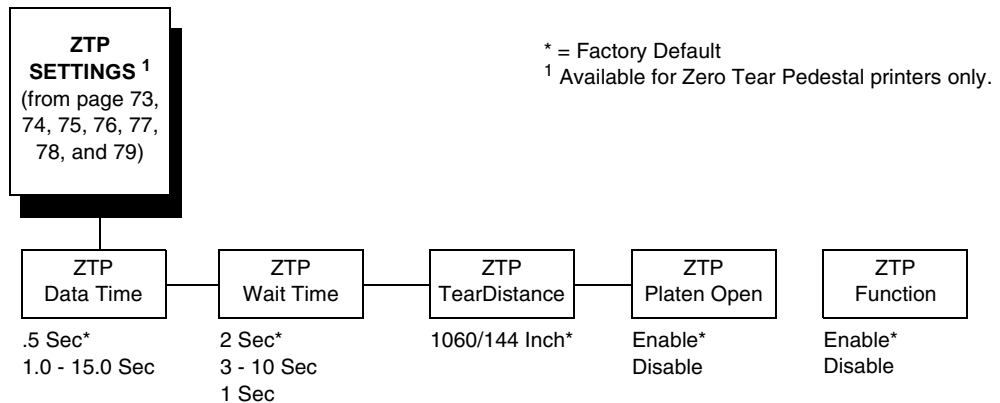 ZTP
SETTINGS 1
(from page 73,
74, 75, 76, 77,
78, and 79)
* = Factory Default
1 Available for Zero Tear Pedestal printers only.
ZTP
Data Time
.5 Sec*
1.0 - 15.0 Sec
ZTP
Wait Time
2 Sec*
3 - 10 Sec
1 Sec
ZTP
TearDistance
1060/144 Inch*
ZTP
Platen Open
Enable*
Disable
ZTP
Function
Enable*
Disable